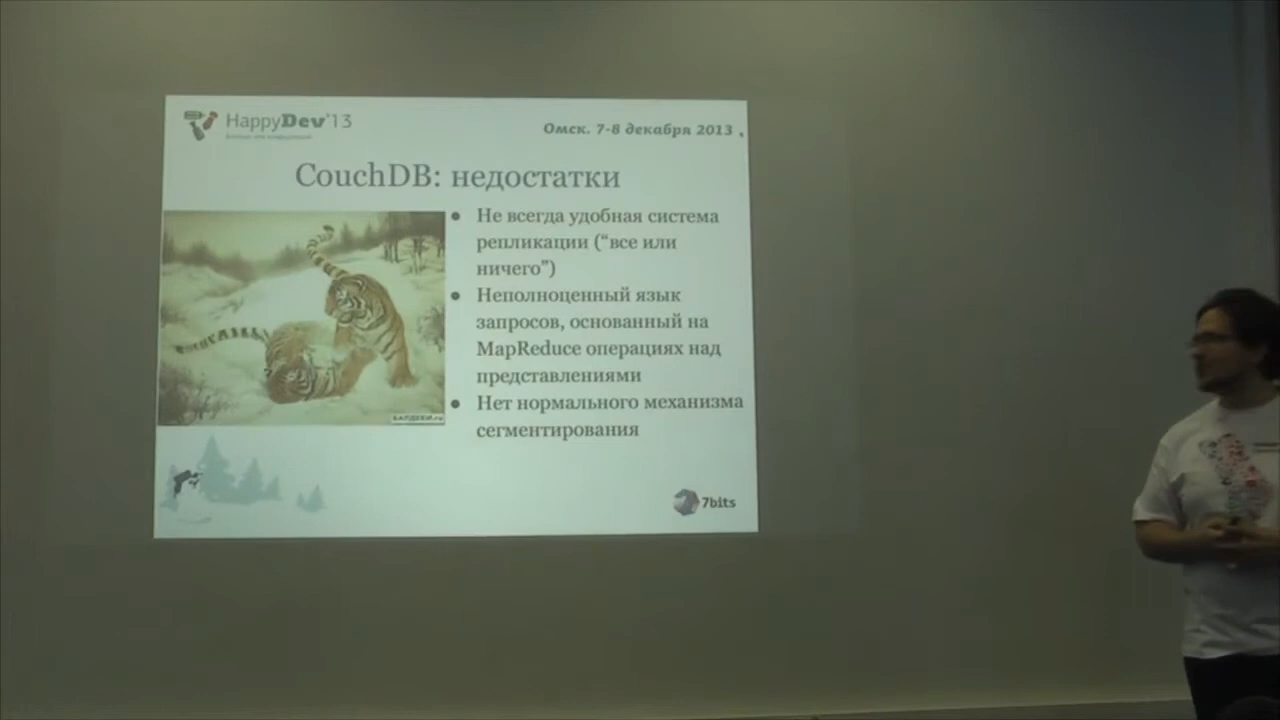 HappyDev'13
Омск. 7-8 декабря 2013
CouchDB: недостатки
● Не всегда удобная система
репликации (“все или
ничего”)
● Неполноценный язык
запросов, основанный на
MapReduce операциях над
представлениями
● Нет нормального механизма
сегментирования
7bits